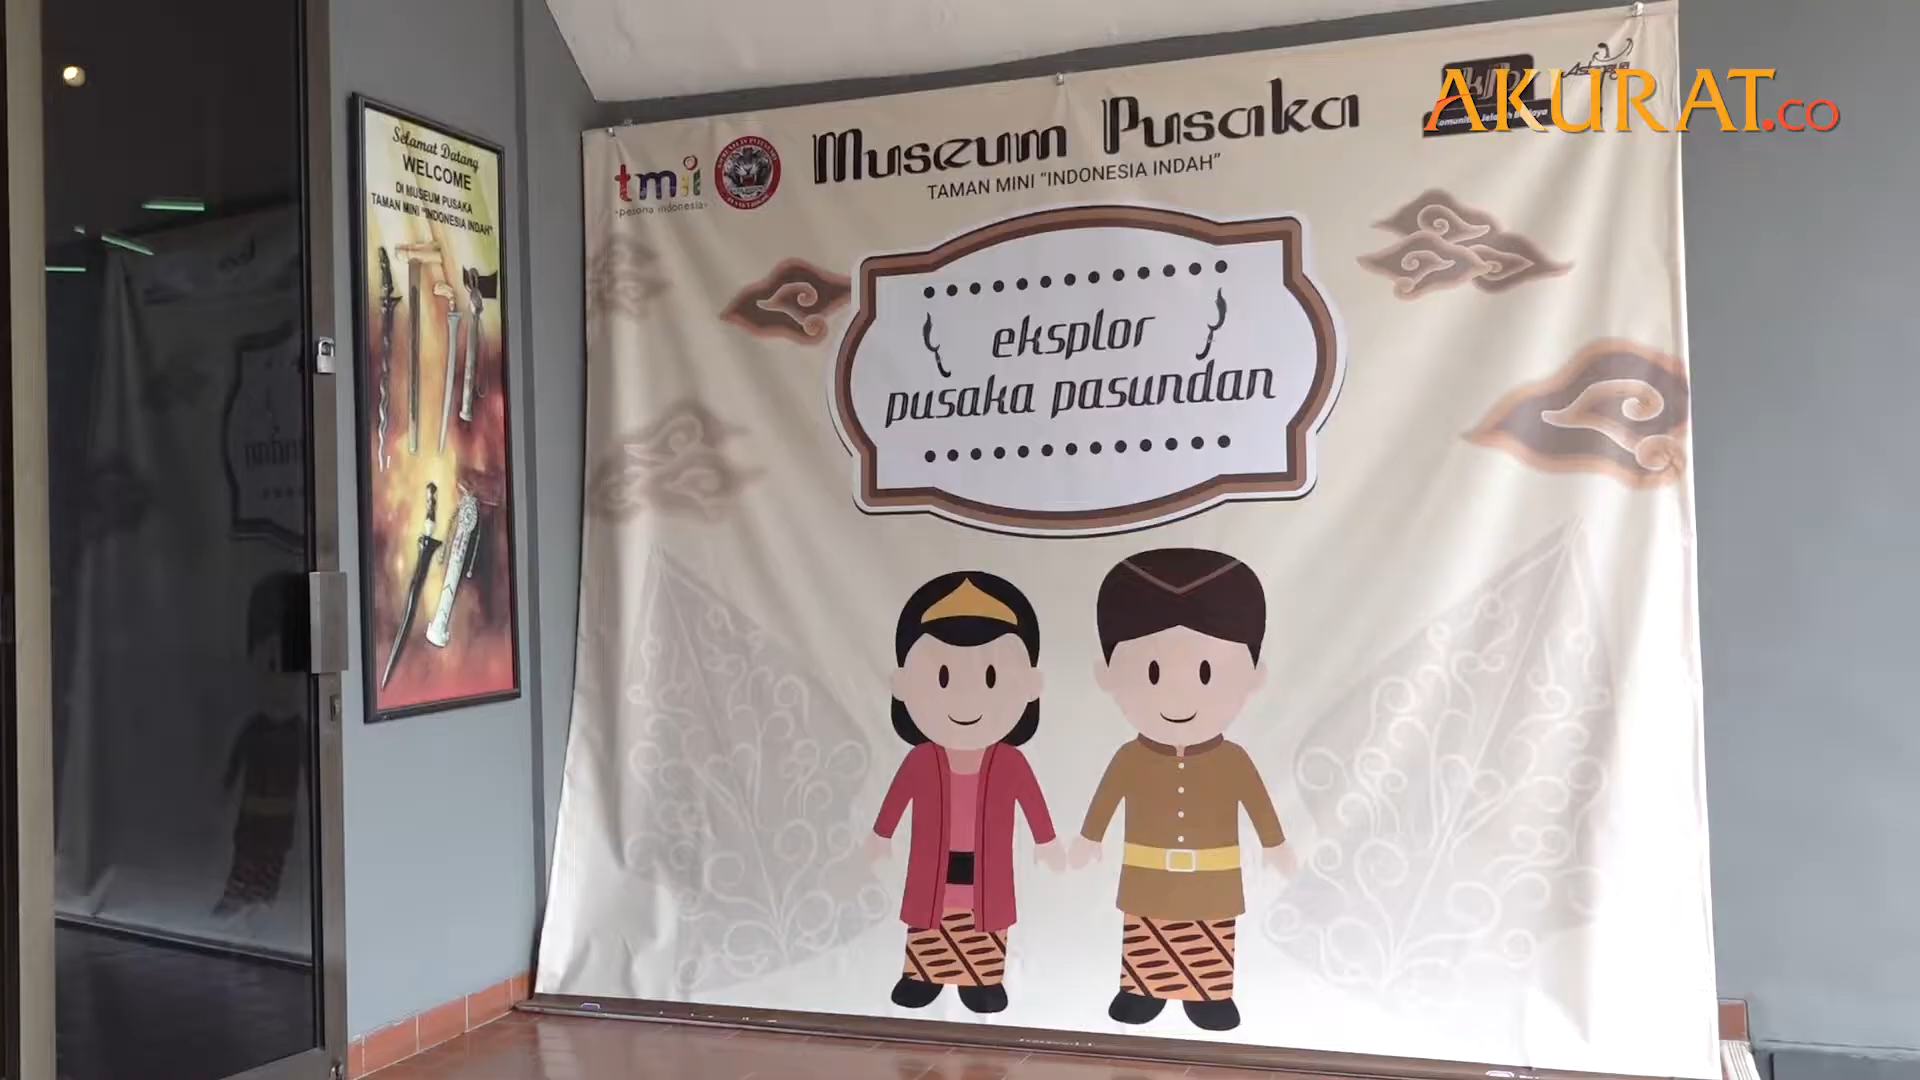 Selamat Datang
WELCOME
DI MUSEUM PUSAKA
TAMAN MINI "INDONESIA INDAH"
tmii
-pesona indonesia-
Museum Pusaka
TAMAN MINI "INDONESIA INDAH"
AKURAT.co
eksplor
pusaka pasundan